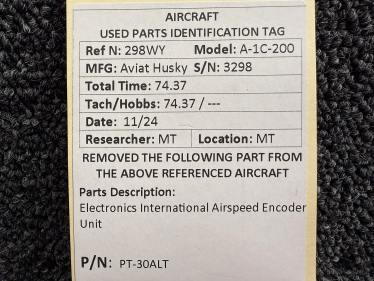 AIRCRAFT
USED PARTS IDENTIFICATION TAG
Ref N: 298WY Model: A-1C-200
MFG: Aviat Husky S/N: 3298
Total Time: 74.37
Tach/Hobbs: 74.37 / ---
Date: 11/24
Researcher: MT Location: MT
REMOVED THE FOLLOWING PART FROM
THE ABOVE REFERENCED AIRCRAFT
Parts Description:
Electronics International Airspeed Encoder
Unit
P/N: PT-30ALT